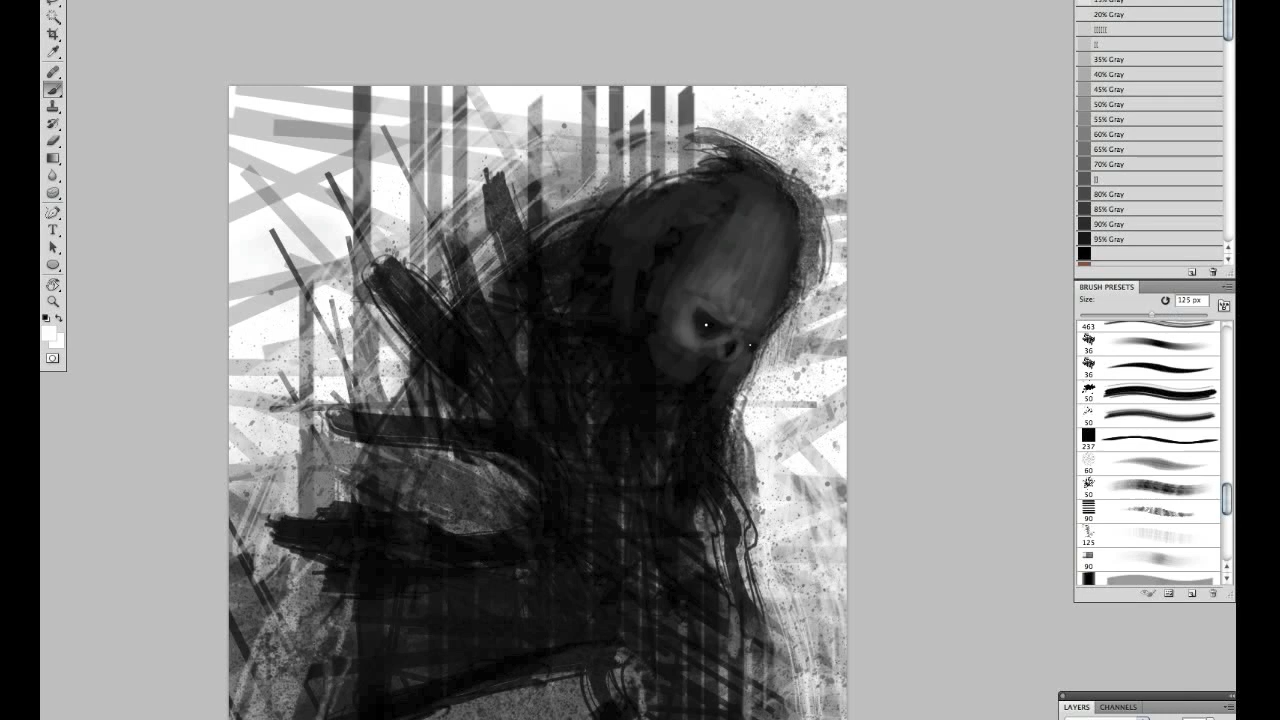 20% Gray
35% Gray
40% Gray
45% Gray
50% Gray
55% Gray
60% Gray
65% Gray
70% Gray
80% Gray
85% Gray
90% Gray
95% Gray
BRUSH PRESETS
Size:
125 px
463
36
36
50
50
237
60
50
90
125
90
LAYERS
CHANNELS
T